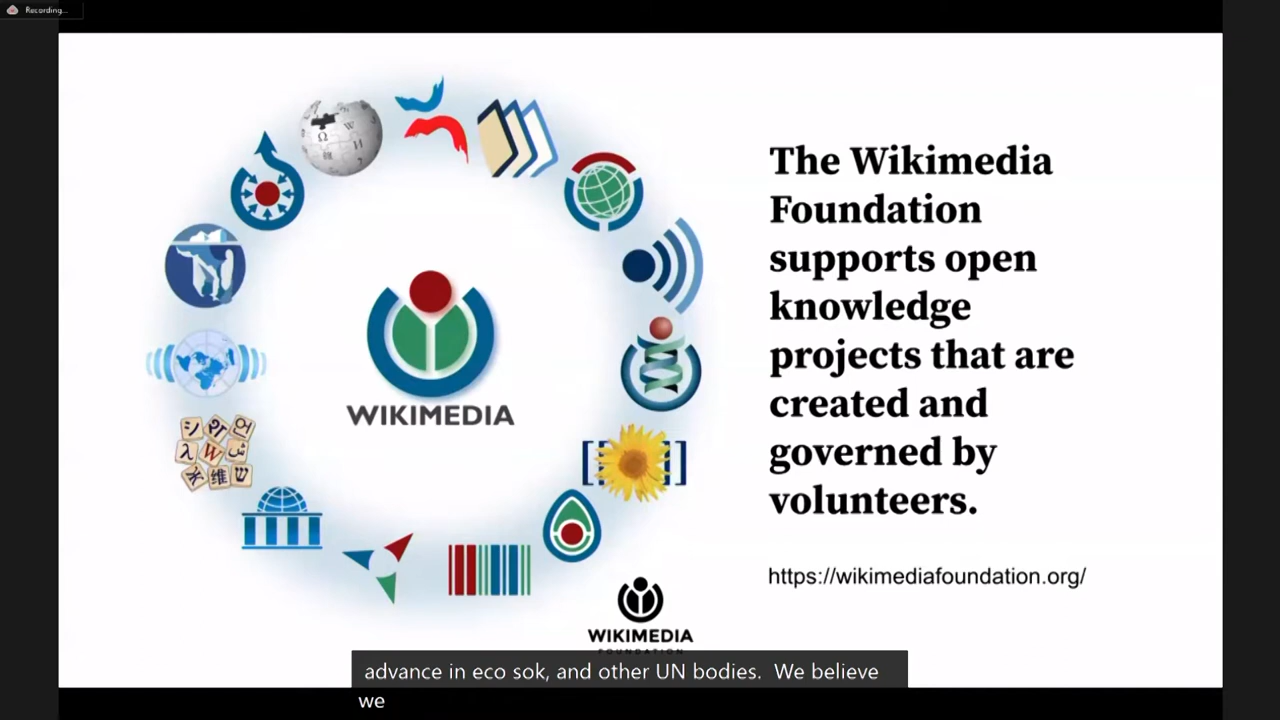 Recording...
The Wikimedia
Foundation
supports open
knowledge
projects that are
created and
governed by
volunteers.
https://wikimediafoundation.org/
WIKIMEDIA
WIKIMEDIA
FOUNDATION
advance in eco sok, and other UN bodies. We believe
we